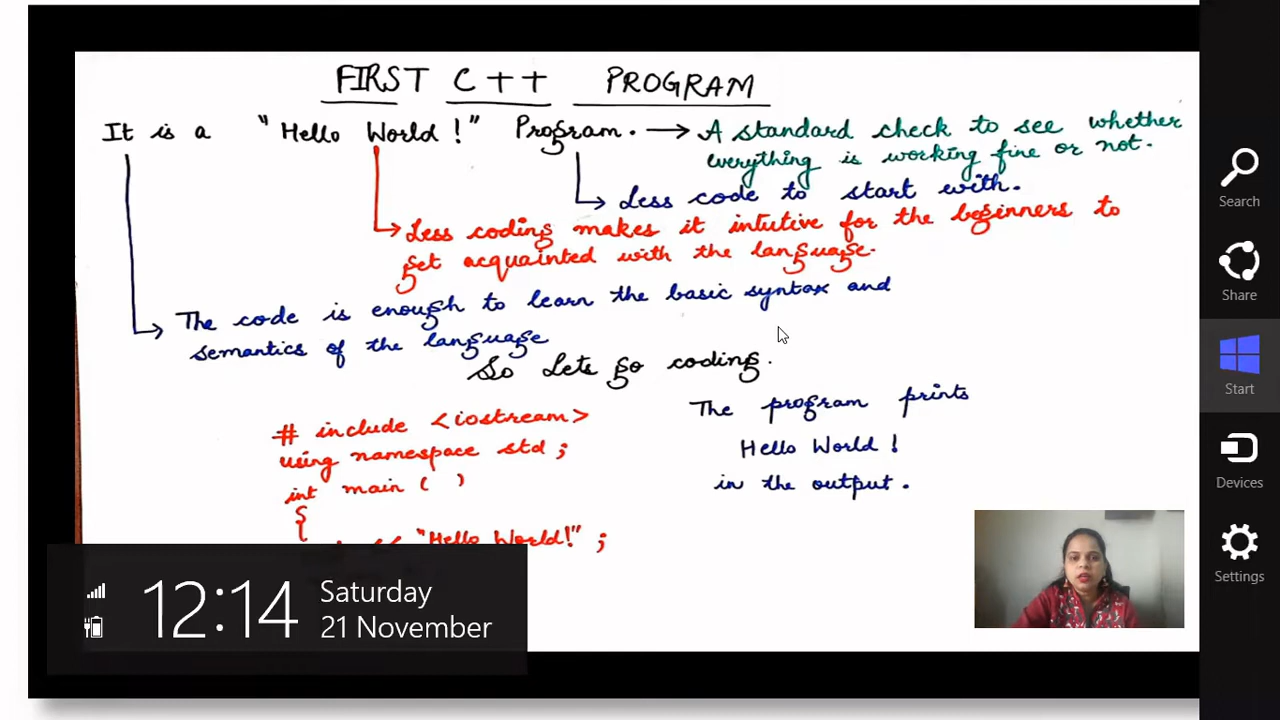 FIRST C++ PROGRAM
It is a "Hello World!" Program. → A standard check to see whether
everything is working fine or not.
Less code to start with.
Less coding makes it intutive for the beginners to
get acquainted with the language.
The code is enough to learn the basic syntax and
semantics of the language
So Lets go coding.
# include <iostream>
using namespace std ;
int main ( )
{
"Hello World!" ;
The program prints
Hello World !
in the output.
12:14
Saturday
21 November
Search
Share
Start
Devices
Settings